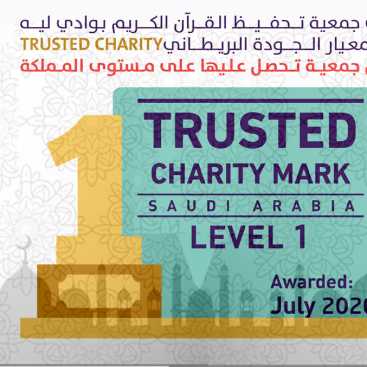 جمعية تحفيظ القرآن الكريم بوادي ليه
معيار الجودة البريطاني TRUSTED CHARITY
جمعية تحصل عليها على مستوى المملكة
1
TRUSTED
CHARITY MARK
SAUDI ARABIA
LEVEL 1
Awarded:
July 2020